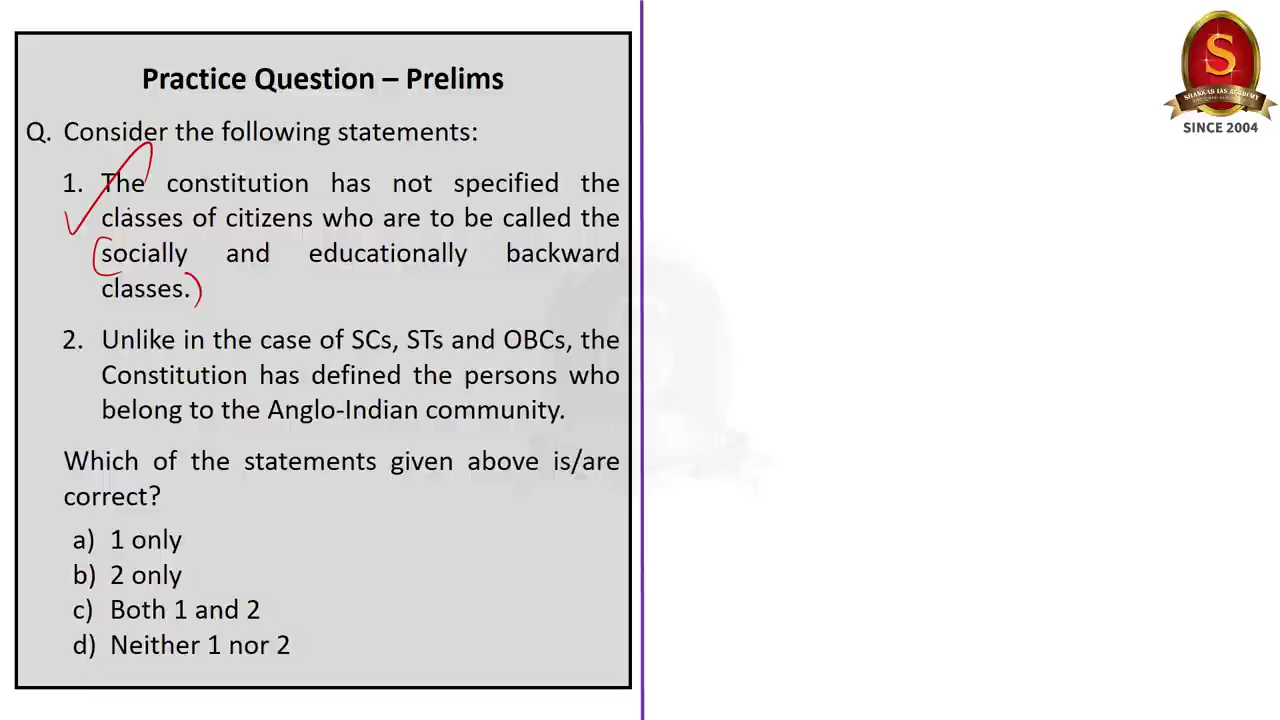 Practice Question – Prelims
Q. Consider the following statements:
1. The constitution has not specified the
classes of citizens who are to be called the
socially and educationally backward
classes.
2. Unlike in the case of SCs, STs and OBCs, the
Constitution has defined the persons who
belong to the Anglo-Indian community.
Which of the statements given above is/are
correct?
a) 1 only
b) 2 only
c) Both 1 and 2
d) Neither 1 nor 2
S
SHANKAR IAS ACADEMY
SINCE 2004